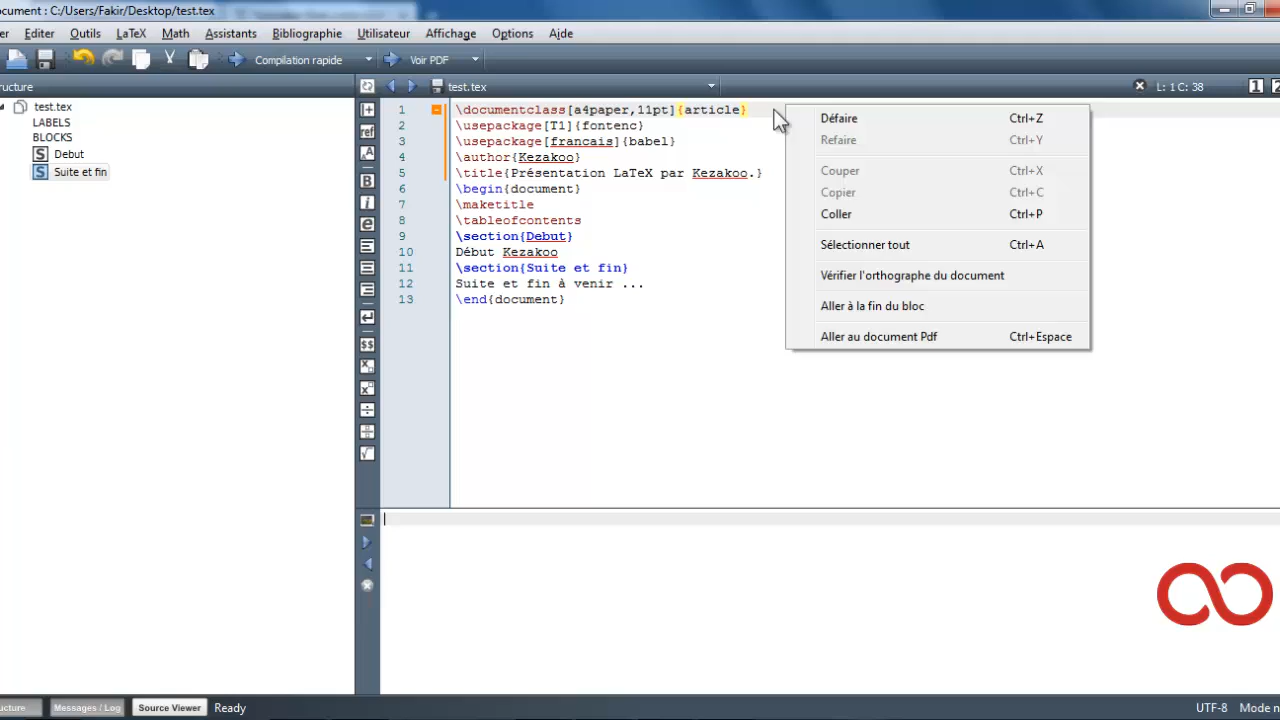 ocument : C:/Users/Fakir/Desktop/test.tex
er Editer Outils LaTeX Math Assistants Bibliographie Utilisateur Affichage Options Aide
Compilation rapide Voir PDF
ructure test.tex L: 1 C: 38 1 2
test.tex
LABELS
BLOCKS
S Debut
S Suite et fin
1 \documentclass[a4paper,11pt]{article}
2 \usepackage[T1]{fontenc}
3 \usepackage[francais]{babel}
4 \author{Kezakoo}
5 \title{Présentation LaTeX par Kezakoo.}
6 \begin{document}
7 \maketitle
8 \tableofcontents
9 \section{Debut}
10 Début Kezakoo
11 \section{Suite et fin}
12 Suite et fin à venir ...
13 \end{document}
Défaire Ctrl+Z
Refaire Ctrl+Y
Couper Ctrl+X
Copier Ctrl+C
Coller Ctrl+P
Sélectionner tout Ctrl+A
Vérifier l'orthographe du document
Aller à la fin du bloc
Aller au document Pdf Ctrl+Espace
ructure Messages / Log Source Viewer Ready UTF-8 Mode n